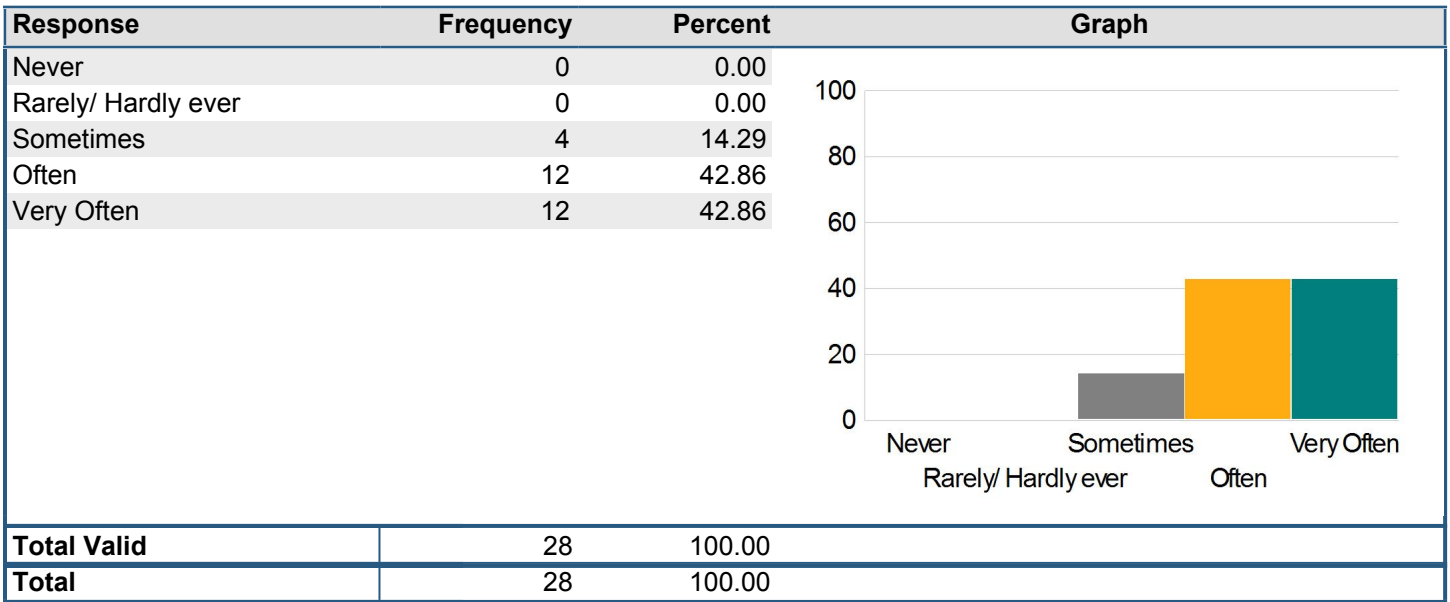 Response Frequency Percent Graph
Never 0 0.00
Rarely/ Hardly ever 0 0.00
Sometimes 4 14.29
Often 12 42.86
Very Often 12 42.86
100
80
60
40
20
0
Never Sometimes Very Often
Rarely/ Hardly ever Often
Total Valid 28 100.00
Total 28 100.00